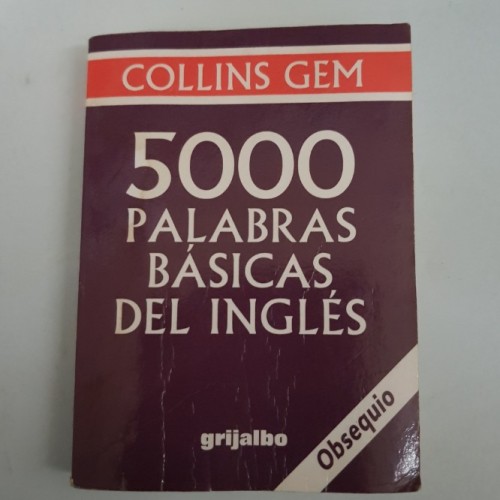 COLLINS GEM
5000
PALABRAS
BÁSICAS
DEL INGLÉS
grijalbo
Obsequio